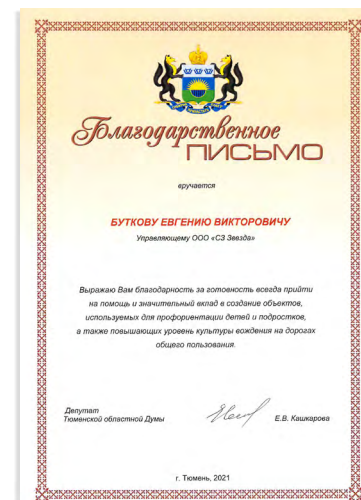 Благодарственное
ПИСЬМО
вручается
БУТКОВУ ЕВГЕНИЮ ВИКТОРОВИЧУ
Управляющему ООО «СЗ Звезда»
Выражаю Вам благодарность за готовность всегда прийти
на помощь и значительный вклад в создание объектов,
используемых для профориентации детей и подростков,
а также повышающих уровень культуры вождения на дорогах
общего пользования.
Депутат
Тюменской областной Думы
Е.В. Кашкарова
г. Тюмень, 2021